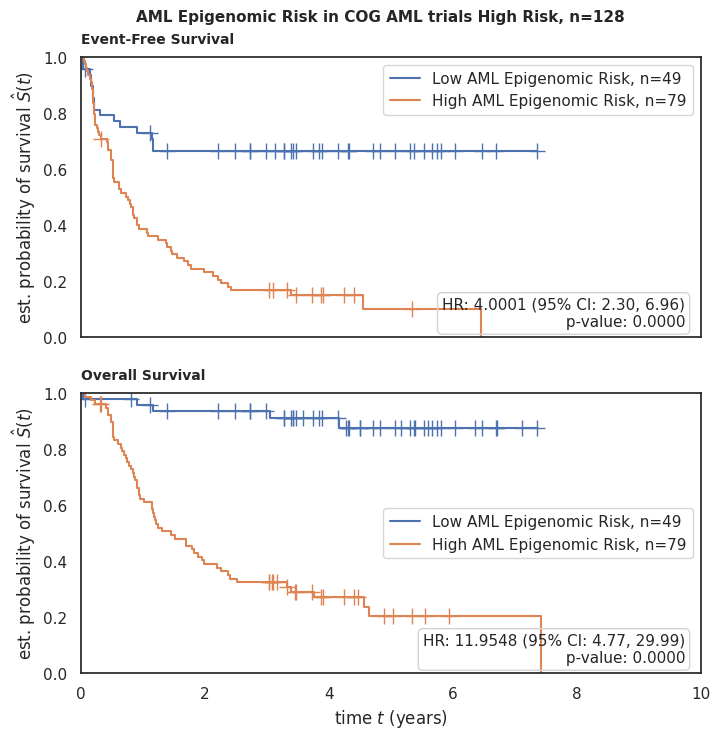 AML Epigenomic Risk in COG AML trials High Risk, n=128
Event-Free Survival
est. probability of survival Ŝ(t)
1.0
0.8
0.6
0.4
0.2
0.0
Low AML Epigenomic Risk, n=49
High AML Epigenomic Risk, n=79
HR: 4.0001 (95% CI: 2.30, 6.96)
p-value: 0.0000
Overall Survival
est. probability of survival Ŝ(t)
1.0
0.8
0.6
0.4
0.2
0.0
Low AML Epigenomic Risk, n=49
High AML Epigenomic Risk, n=79
HR: 11.9548 (95% CI: 4.77, 29.99)
p-value: 0.0000
0 2 4 6 8 10
time t (years)